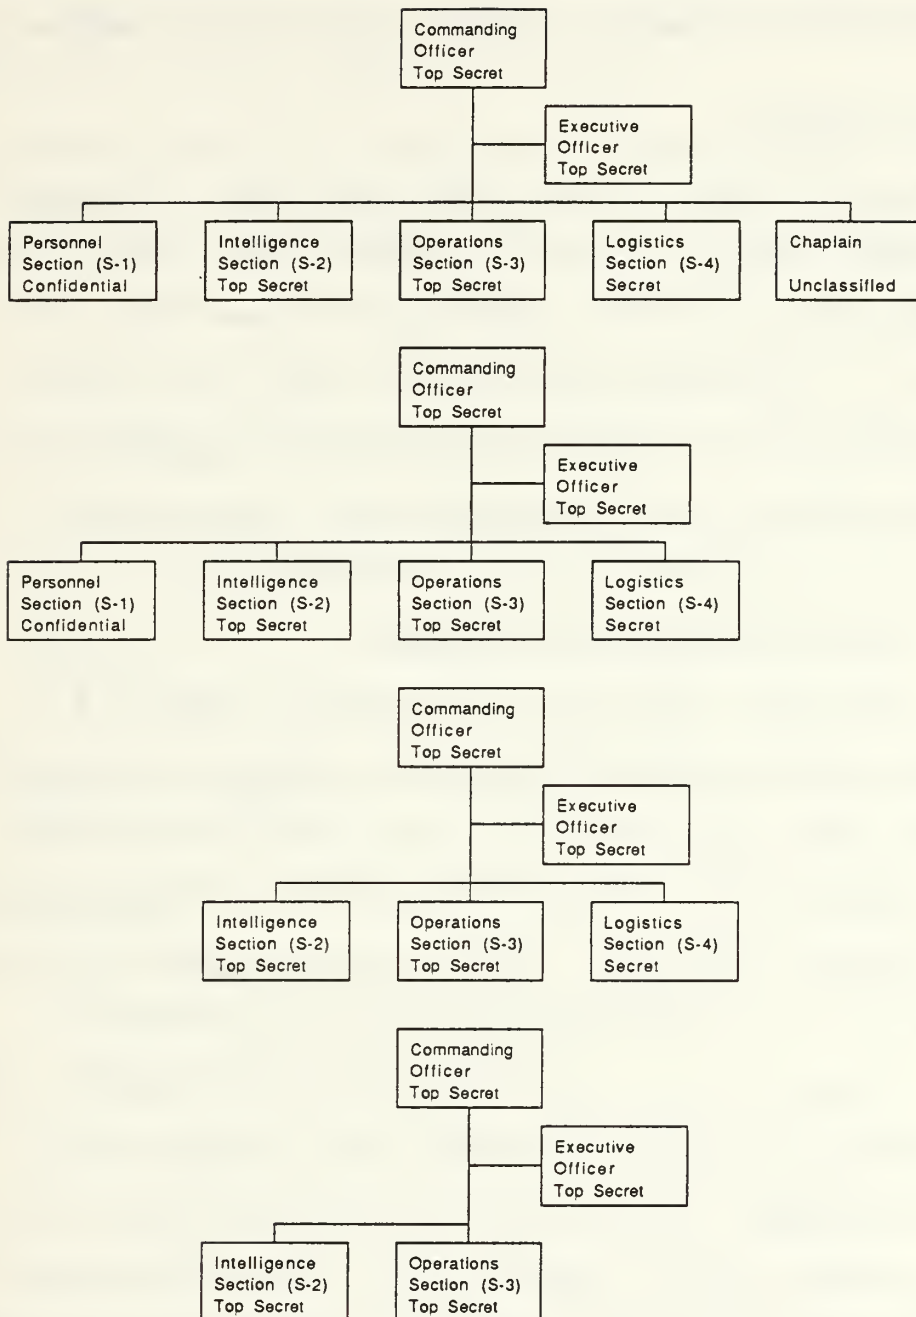 Commanding
Officer
Top Secret
Executive
Officer
Top Secret
Personnel
Section (S-1)
Confidential
Intelligence
Section (S-2)
Top Secret
Operations
Section (S-3)
Top Secret
Logistics
Section (S-4)
Secret
Chaplain
Unclassified
Commanding
Officer
Top Secret
Executive
Officer
Top Secret
Personnel
Section (S-1)
Confidential
Intelligence
Section (S-2)
Top Secret
Operations
Section (S-3)
Top Secret
Logistics
Section (S-4)
Secret
Commanding
Officer
Top Secret
Executive
Officer
Top Secret
Intelligence
Section (S-2)
Top Secret
Operations
Section (S-3)
Top Secret
Logistics
Section (S-4)
Secret
Commanding
Officer
Top Secret
Executive
Officer
Top Secret
Intelligence
Section (S-2)
Top Secret
Operations
Section (S-3)
Top Secret